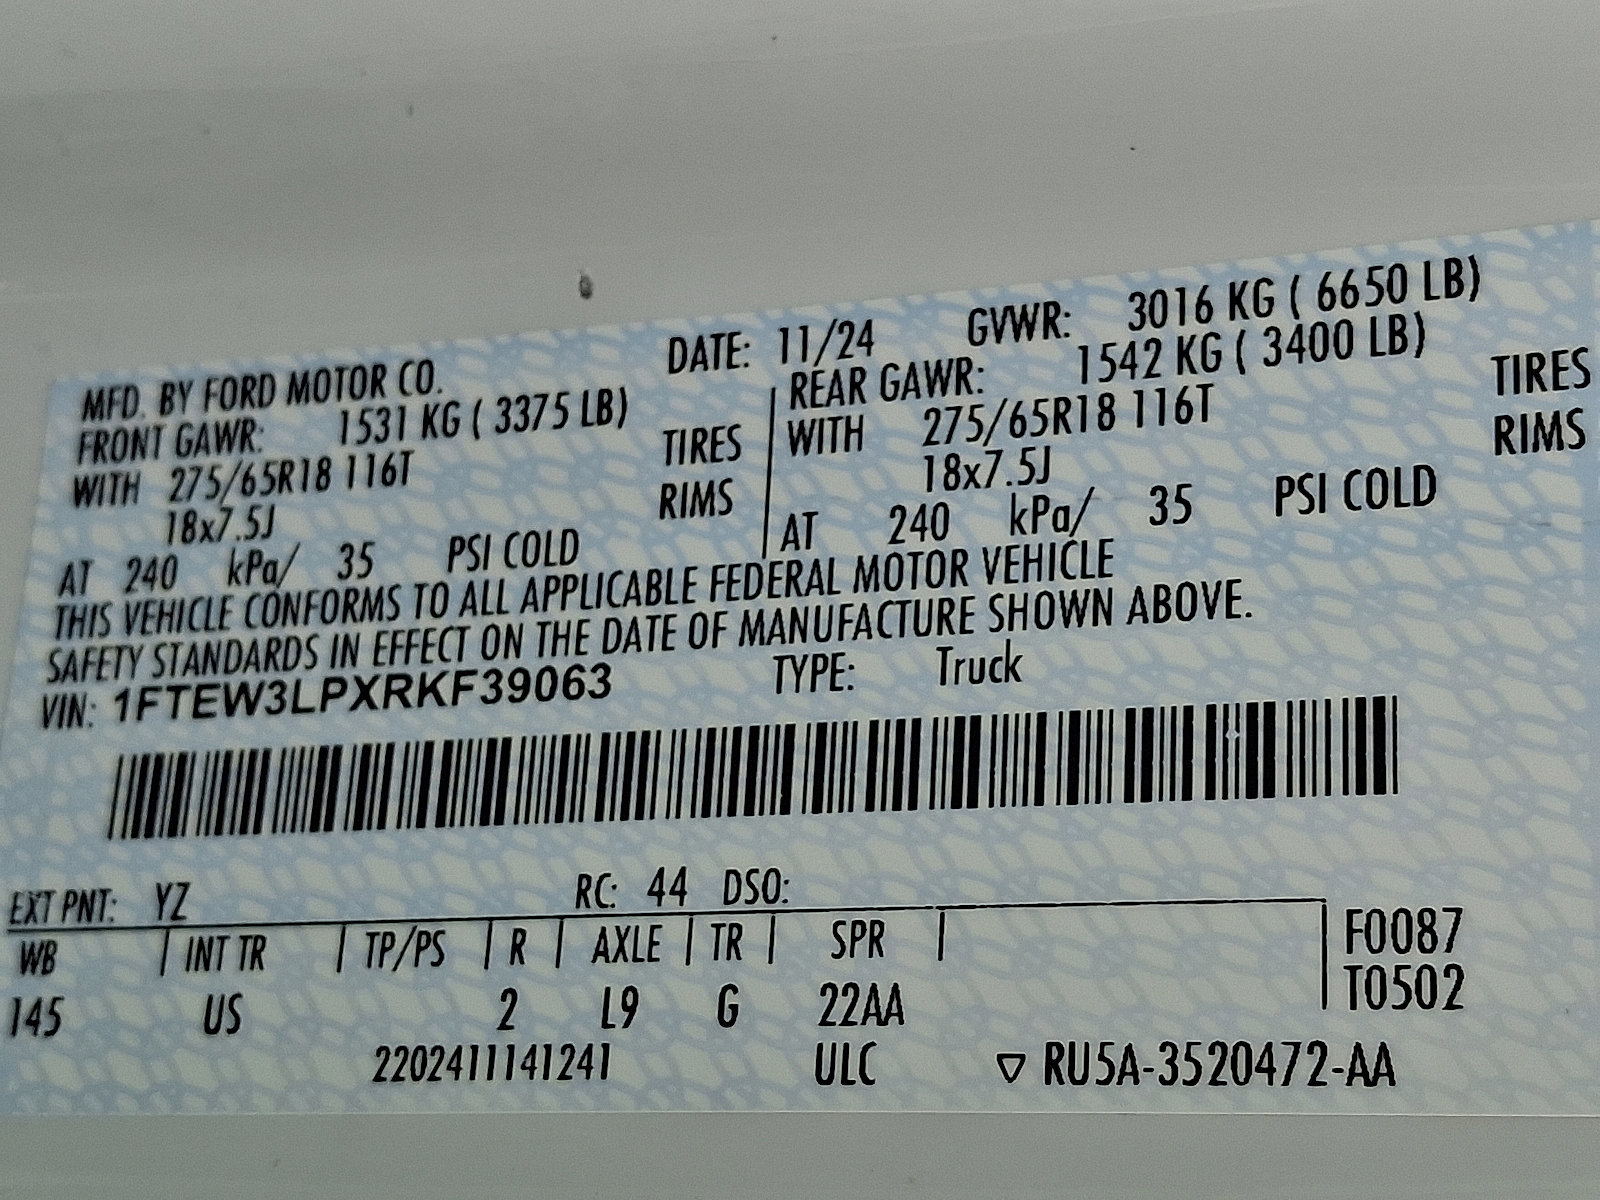 MFD. BY FORD MOTOR CO. DATE: 11/24 GVWR: 3016 KG ( 6650 LB)
FRONT GAWR: 1531 KG ( 3375 LB) REAR GAWR: 1542 KG ( 3400 LB)
WITH 275/65R18 116T TIRES WITH 275/65R18 116T TIRES
18x7.5J RIMS 18x7.5J RIMS
AT 240 kPa/ 35 PSI COLD AT 240 kPa/ 35 PSI COLD
THIS VEHICLE CONFORMS TO ALL APPLICABLE FEDERAL MOTOR VEHICLE
SAFETY STANDARDS IN EFFECT ON THE DATE OF MANUFACTURE SHOWN ABOVE.
VIN: 1FTEW3LPXRKF39063 TYPE: Truck
EXT PNT: YZ RC: 44 DSO:
WB INT TR TP/PS R AXLE TR SPR F0087
145 US 2 L9 G 22AA T0502
2202411141241 ULC ▽ RU5A-3520472-AA